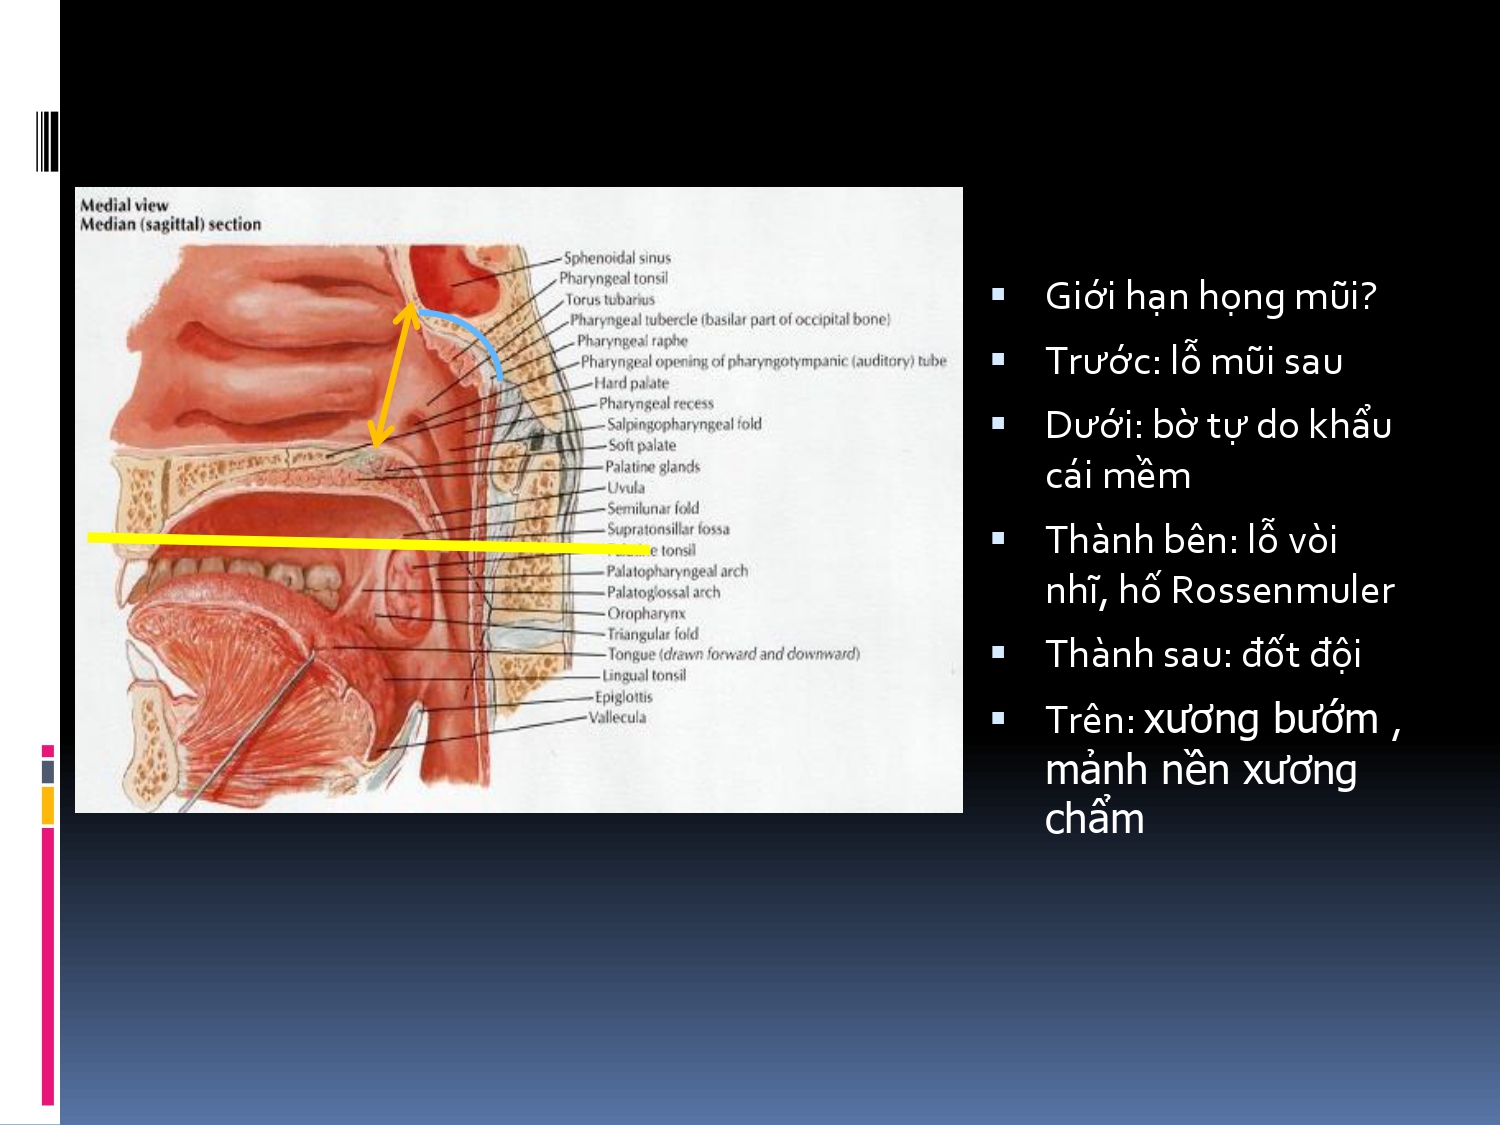 Medial view
Median (sagittal) section
Sphenoidal sinus
Pharyngeal tonsil
Torus tubarius
Pharyngeal tubercle (basilar part of occipital bone)
Pharyngeal raphe
Pharyngeal opening of pharyngotympanic (auditory) tube
Hard palate
Pharyngeal recess
Salpingopharyngeal fold
Soft palate
Palatine glands
Uvula
Semilunar fold
Supratonsillar fossa
tonsil
Palatopharyngeal arch
Palatoglossal arch
Oropharynx
Triangular fold
Tongue (drawn forward and downward)
Lingual tonsil
Epiglottis
Vallecula
Giới hạn họng mũi?
Trước: lỗ mũi sau
Dưới: bờ tự do khẩu
cái mềm
Thành bên: lỗ vòi
nhĩ, hố Rossenmuler
Thành sau: đốt đội
Trên: xương bướm ,
mảnh nền xương
chẩm